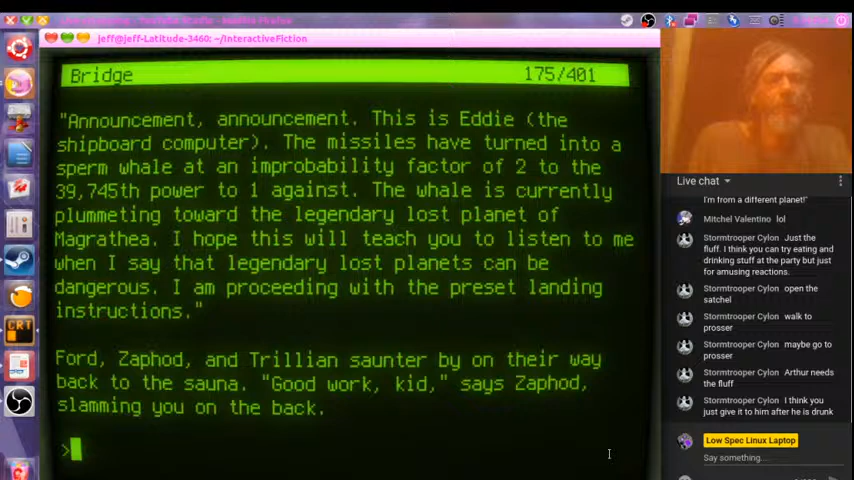 jeff@jeff-Latitude-3460: ~/InteractiveFiction
Bridge 175/401
"Announcement, announcement. This is Eddie (the
shipboard computer). The missiles have turned into a
sperm whale at an improbability factor of 2 to the
39,745th power to 1 against. The whale is currently
plummeting toward the legendary lost planet of
Magrathea. I hope this will teach you to listen to me
when I say that legendary lost planets can be
dangerous. I am proceeding with the preset landing
instructions."
Ford, Zaphod, and Trillian saunter by on their way
back to the sauna. "Good work, kid," says Zaphod,
slamming you on the back.
>
CRT
Live chat
I'm from a different planet!"
Mitchel Valentino lol
Stormtrooper Cylon Just the
fluff. I think you can try eating and
drinking stuff at the party but just
for amusing reactions.
Stormtrooper Cylon open the
satchel
Stormtrooper Cylon walk to
prosser
Stormtrooper Cylon maybe go to
prosser
Stormtrooper Cylon Arthur needs
the fluff
Stormtrooper Cylon I think you
just give it to him after he is drunk
Low Spec Linux Laptop
Say something...